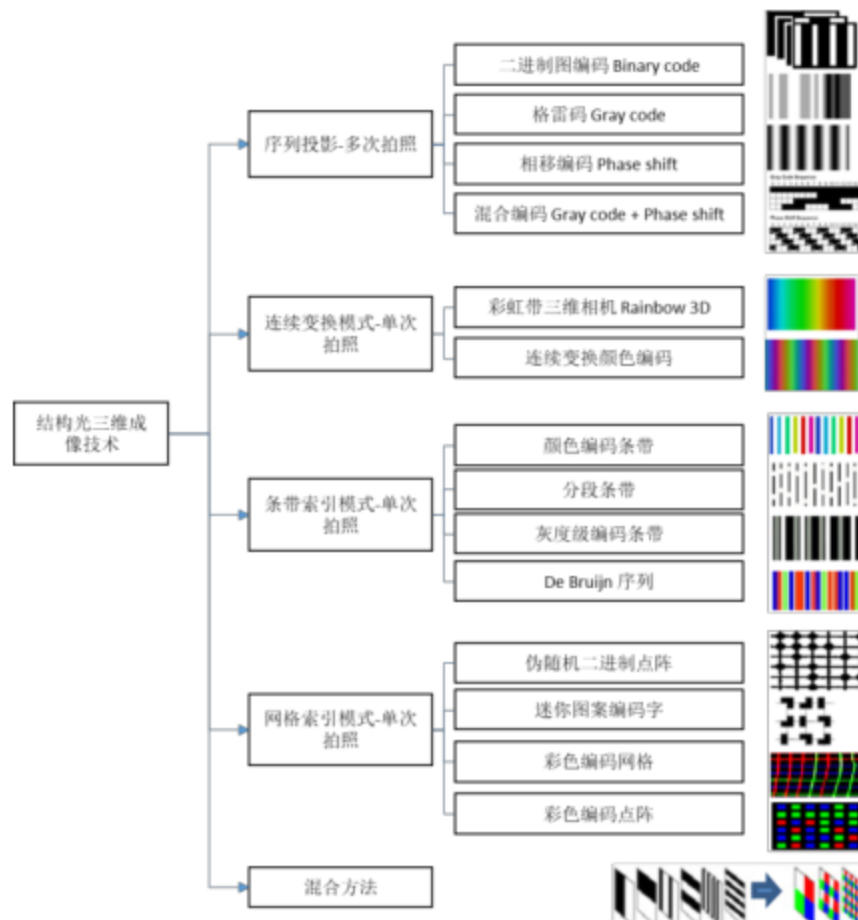 二进制图编码 Binary code
格雷码 Gray code
序列投影-多次拍照
相移编码 Phase shift
混合编码 Gray code + Phase shift
Gray Code Sequence
Phase Shift Sequence
彩虹带三维相机 Rainbow 3D
连续变换模式-单次
拍照
连续变换颜色编码
结构光三维成
像技术
颜色编码条带
分段条带
条带索引模式-单次
拍照
灰度级编码条带
De Bruijn 序列
伪随机二进制点阵
迷你图案编码字
网格索引模式-单次
拍照
彩色编码网格
彩色编码点阵
混合方法